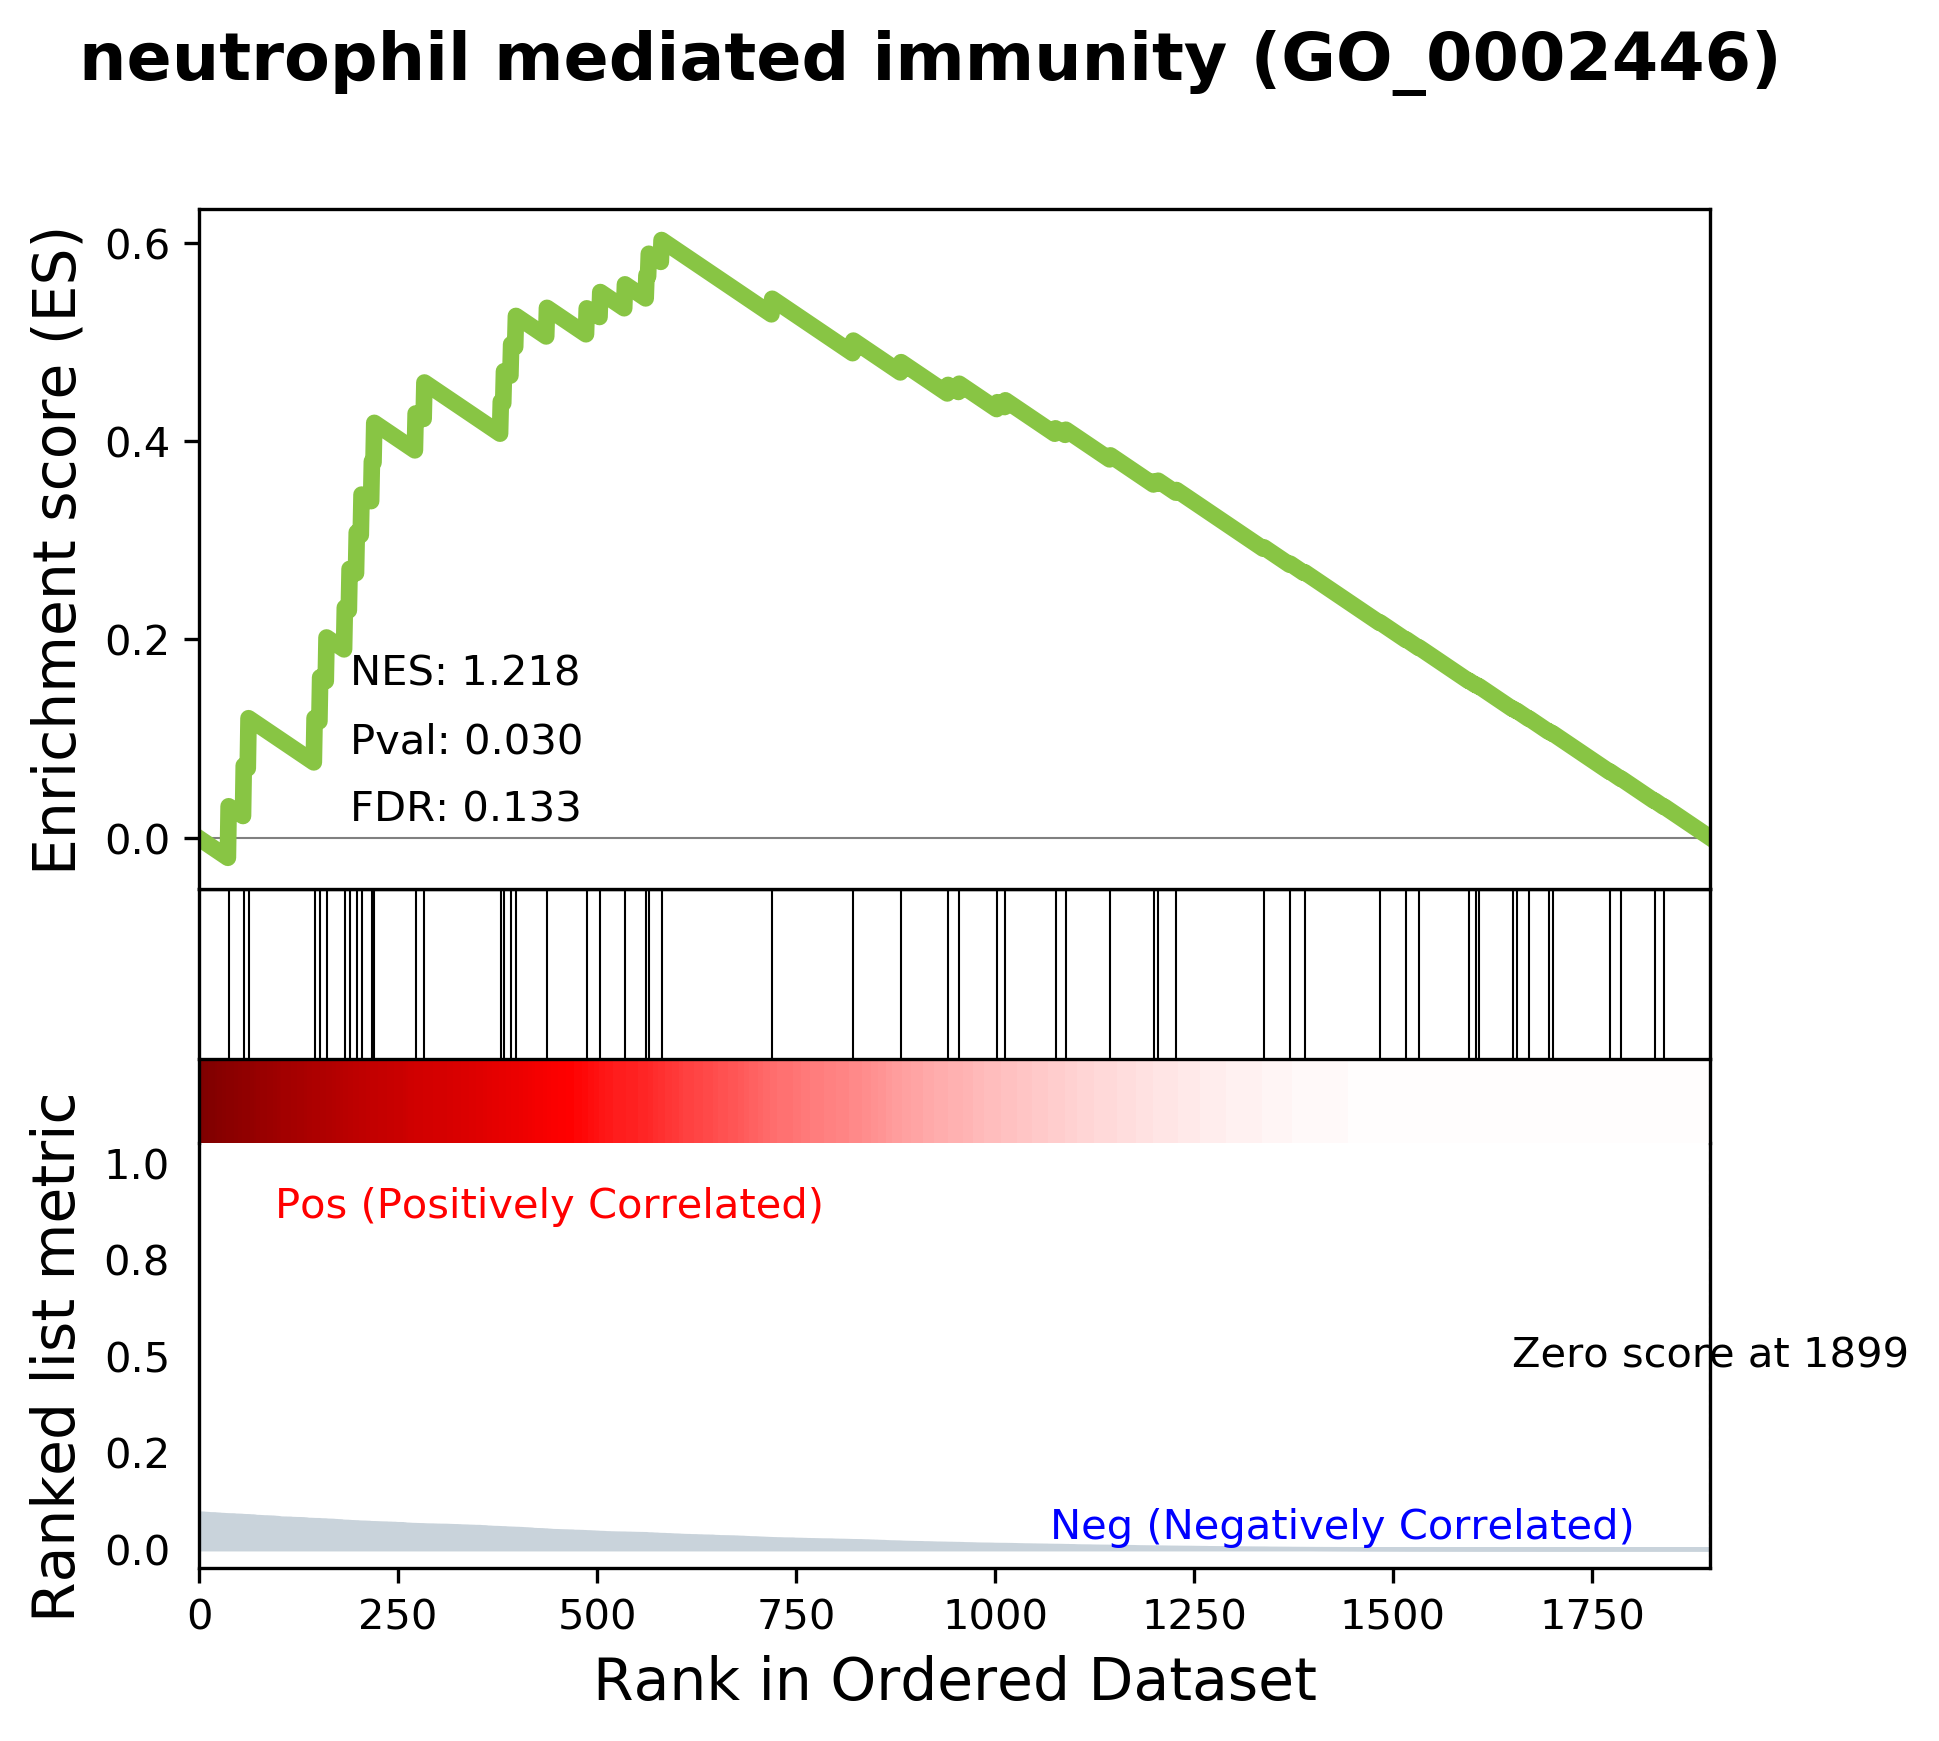 neutrophil mediated immunity (GO_0002446)
Enrichment score (ES)
0.6
0.4
0.2
0.0
NES: 1.218
Pval: 0.030
FDR: 0.133
Ranked list metric
1.0
0.8
0.5
0.2
0.0
Pos (Positively Correlated)
Zero score at 1899
Neg (Negatively Correlated)
0 250 500 750 1000 1250 1500 1750
Rank in Ordered Dataset